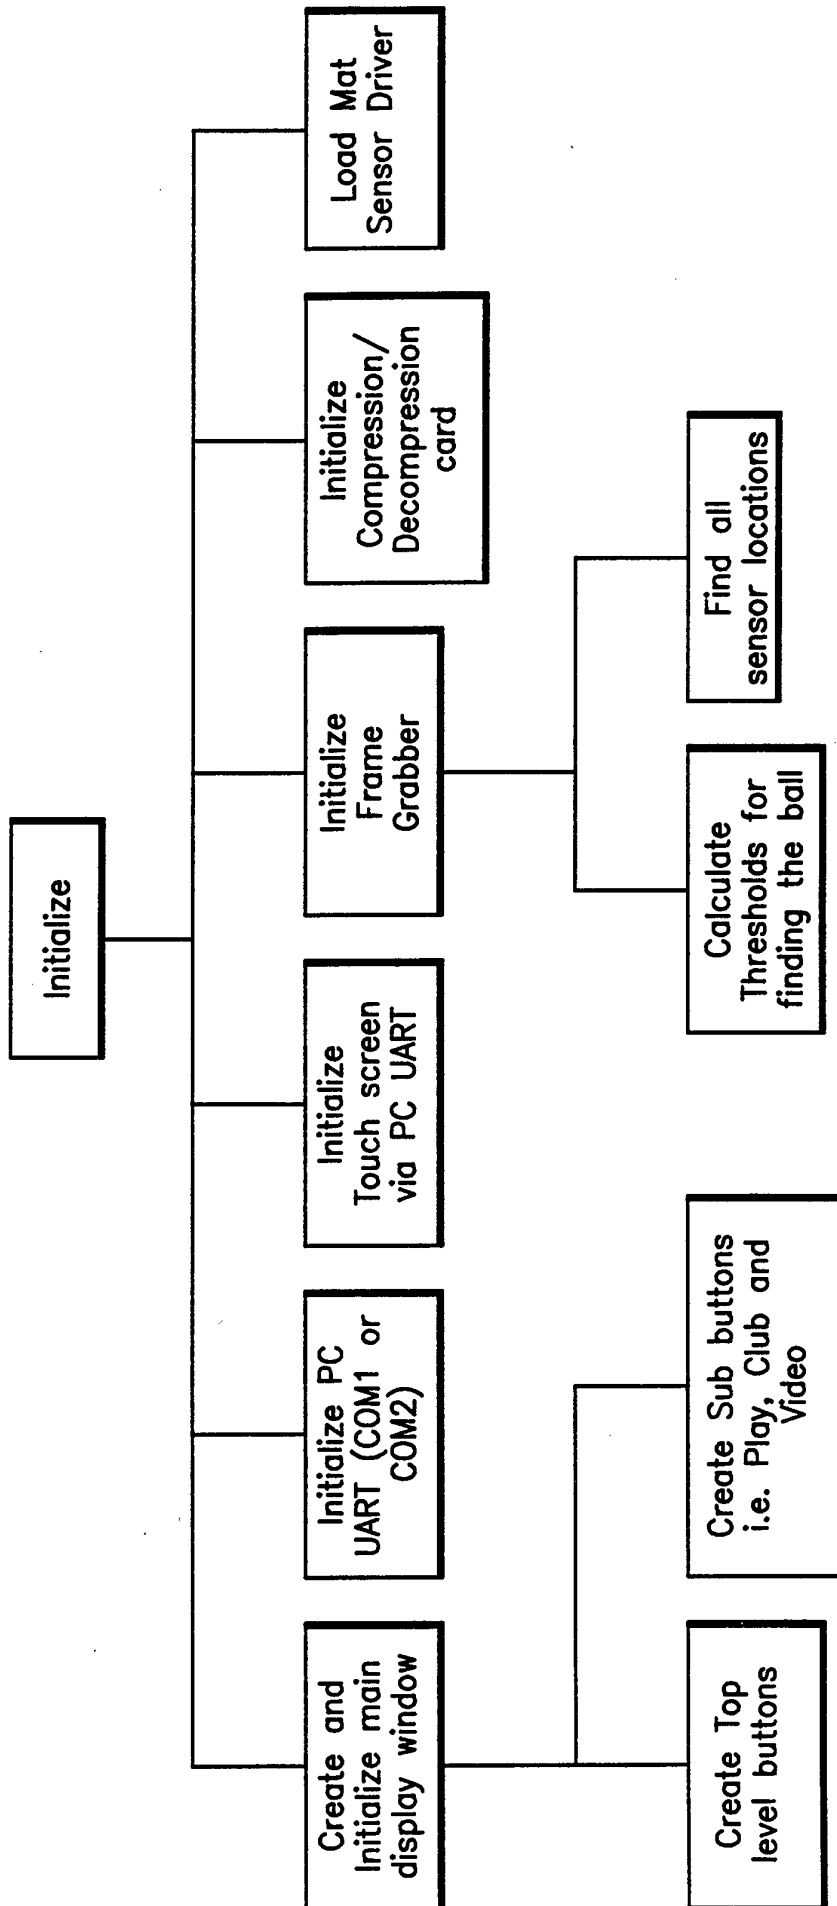 Initialize
Create and
Initialize main
display window
Initialize PC
UART (COM1 or
COM2)
Initialize
Touch screen
via PC UART
Initialize
Frame
Grabber
Initialize
Compression/
Decompression
card
Load Mat
Sensor Driver
Create Top
level buttons
Create Sub buttons
i.e. Play, Club and
Video
Calculate
Thresholds for
finding the ball
Find all
sensor locations